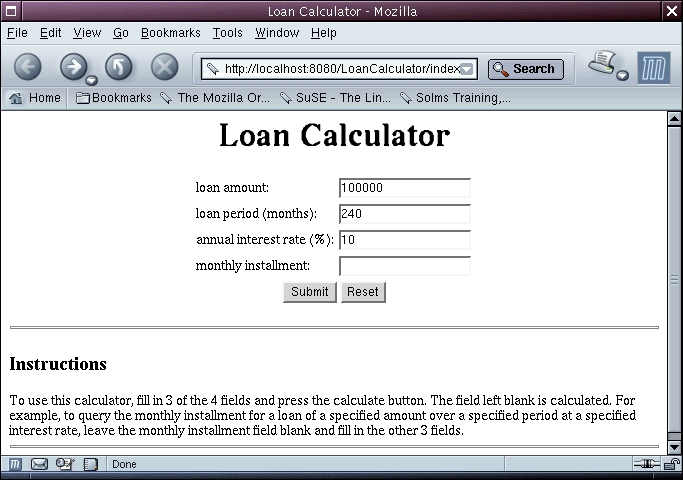 Loan Calculator - Mozilla
File Edit View Go Bookmarks Tools Window Help
http://localhost:8080/LoanCalculator/index Search
Home Bookmarks The Mozilla Or... SuSE - The Lin... Solms Training,...
Loan Calculator
loan amount: 100000
loan period (months): 240
annual interest rate (%): 10
monthly installment:
Submit Reset
Instructions
To use this calculator, fill in 3 of the 4 fields and press the calculate button. The field left blank is calculated. For
example, to query the monthly installment for a loan of a specified amount over a specified period at a specified
interest rate, leave the monthly installment field blank and fill in the other 3 fields.
Done